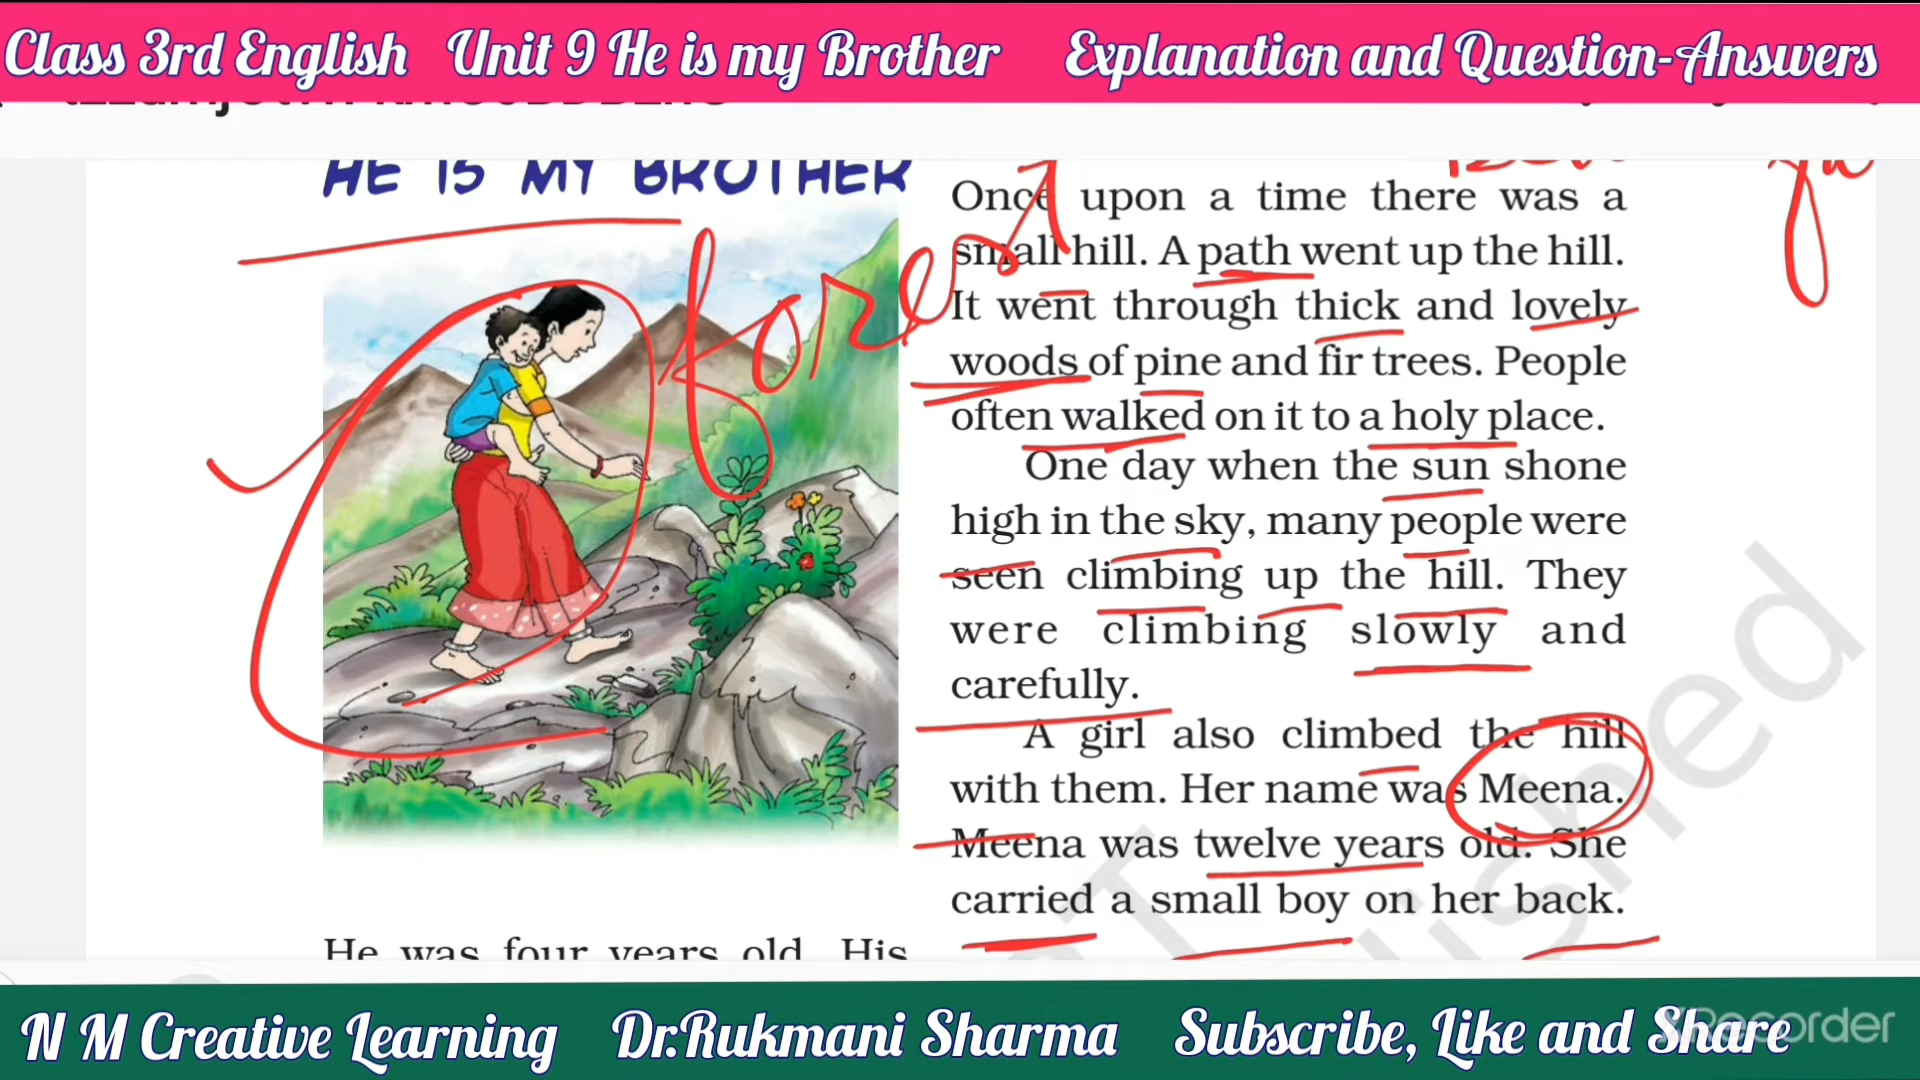 Class 3rd English Unit 9 He is my Brother Explanation and Question-Answers
HE IS MY BROTHER
forest
Once upon a time there was a
small hill. A path went up the hill.
It went through thick and lovely
woods of pine and fir trees. People
often walked on it to a holy place.
One day when the sun shone
high in the sky, many people were
seen climbing up the hill. They
were climbing slowly and
carefully.
A girl also climbed the hill
with them. Her name was Meena.
Meena was twelve years old. She
carried a small boy on her back.
He was four years old. His
N M Creative Learning Dr.Rukmani Sharma Subscribe, Like and Share
Recorder